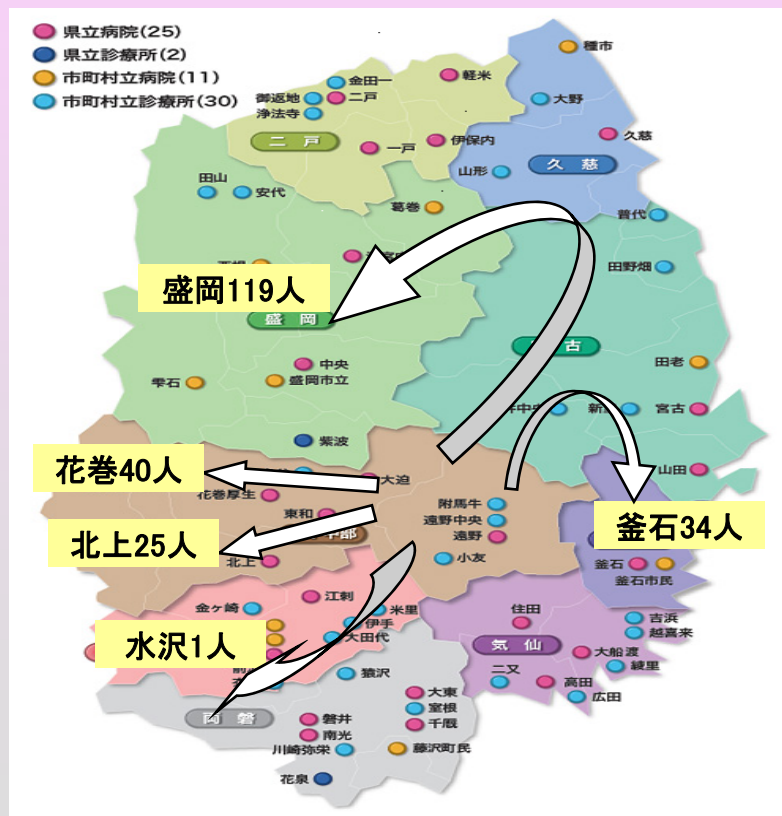 県立病院(25)
県立診療所(2)
市町村立病院(11)
市町村立診療所(30)
種市
金田一
軽米
御返地
二戸
大野
浄法寺
二戸
伊保内
久慈
一戸
山形
久慈
田山
安代
葛巻
普代
田野畑
盛岡119人
盛岡
古
中央
田老
雫石
盛岡市立
宮古
紫波
花巻40人
大迫
山田
花巻厚生
附馬牛
東和
遠野中央
釜石34人
北上25人
遠野
部
小友
釜石
北上
釜石市民
江刺
金ヶ崎
米里
住田
吉浜
伊手
越喜来
水沢1人
大田代
気仙
大船渡
綾里
猿沢
二又
高田
大東
広田
両磐
室根
磐井
千厩
南光
川崎弥栄
藤沢町民
花泉